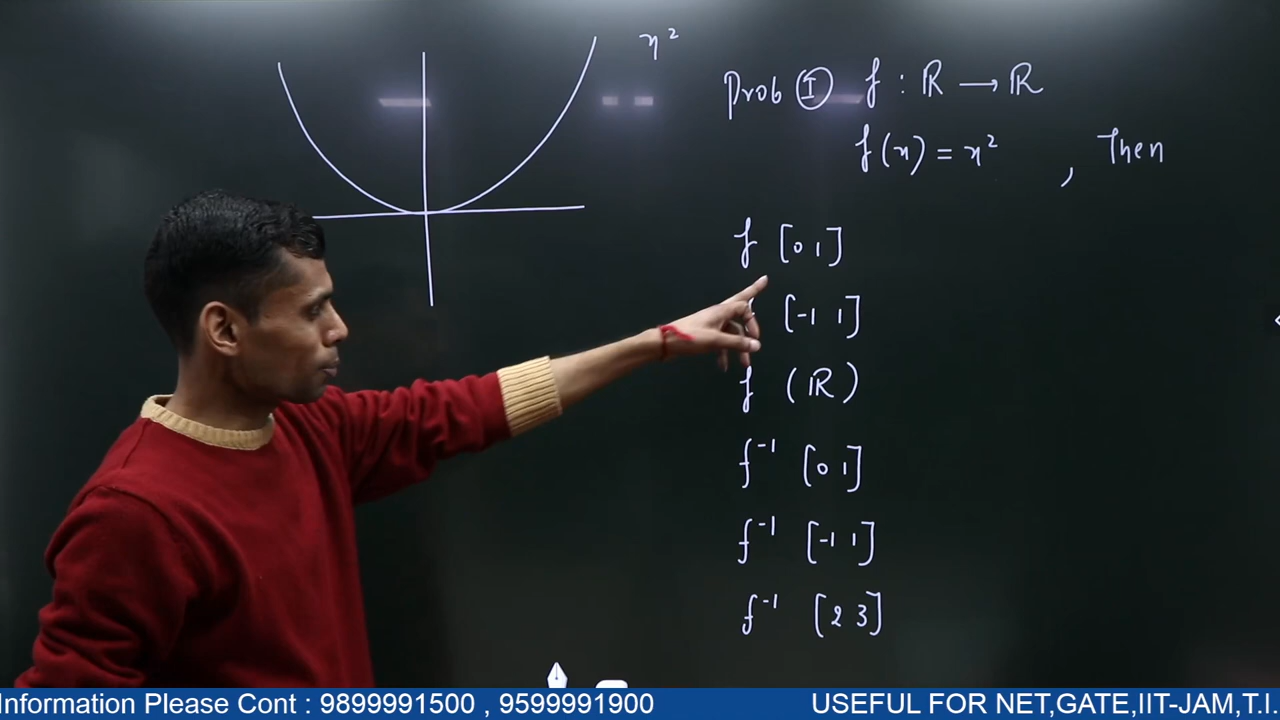 x²
Prob I f : ℝ → ℝ
f(x) = x² , Then
f [0 1]
[-1 1]
f (ℝ)
f⁻¹ [0 1]
f⁻¹ [-1 1]
f⁻¹ [2 3]
Information Please Cont : 9899991500 , 9599991900
USEFUL FOR NET,GATE,IIT-JAM,T.I.